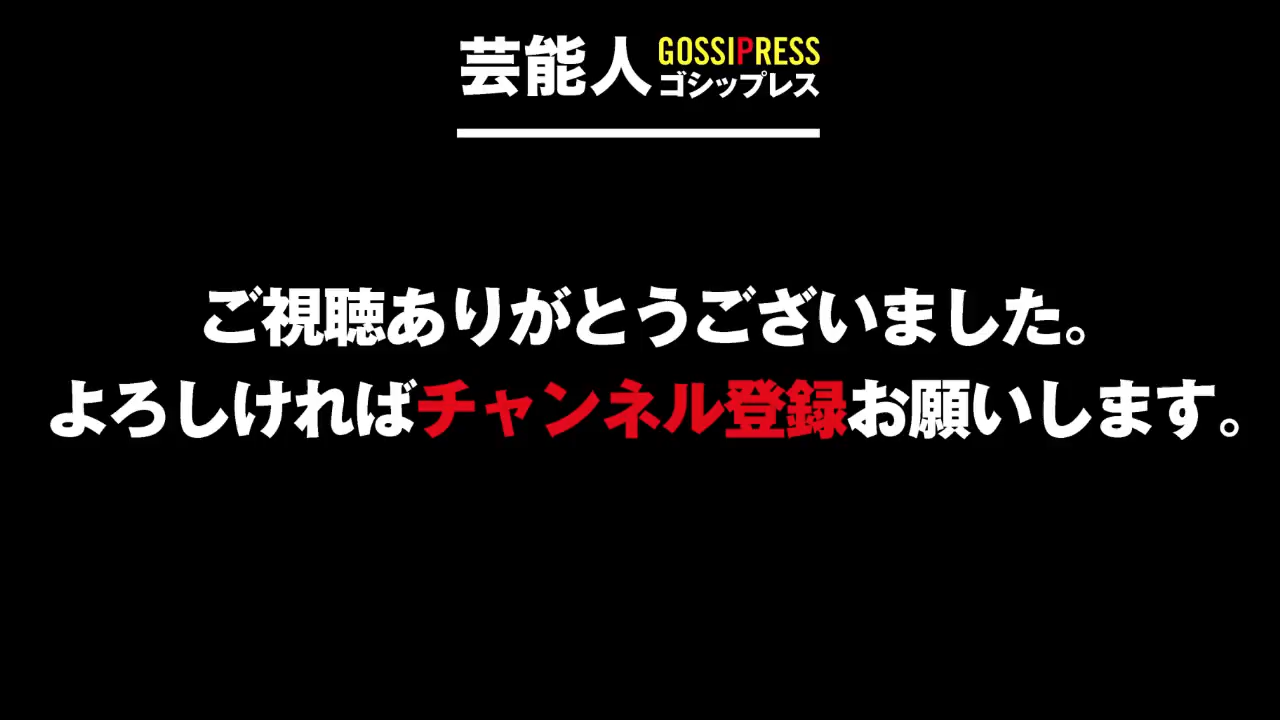 芸能人 GOSSIPRESS
ゴシップレス
ご視聴ありがとうございました。
よろしければチャンネル登録お願いします。